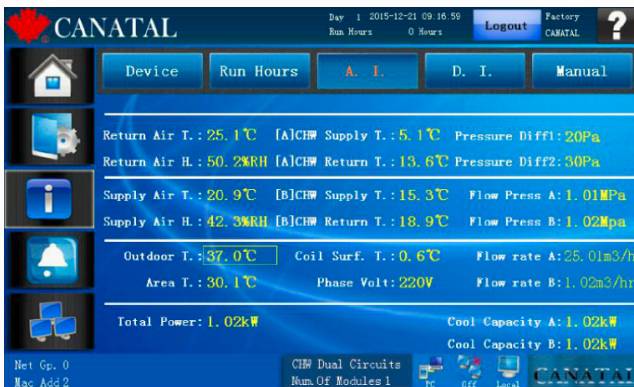 CANATAL
Day 1 2015-12-21 09:16:59
Run Hours 0 Hours
Logout
Factory
CANATAL
?
Device Run Hours A. I. D. I. Manual
Return Air T.: 25.1℃ [A]CHW Supply T.: 5.1℃ Pressure Diff1: 20Pa
Return Air H.: 50.2%RH [A]CHW Return T.: 13.6℃ Pressure Diff2: 30Pa
Supply Air T.: 20.9℃ [B]CHW Supply T.: 15.3℃ Flow Press A: 1.01MPa
Supply Air H.: 42.3%RH [B]CHW Return T.: 18.9℃ Flow Press B: 1.02Mpa
Outdoor T.: 37.0℃ Coil Surf. T.: 0.6℃ Flow rate A: 25.01m3/h
Area T.: 30.1℃ Phase Volt: 220V Flow rate B: 1.02m3/hr
Total Power: 1.02kW Cool Capacity A: 1.02kW
Cool Capacity B: 1.02kW
Net Gp. 0
Mac Add 2
CHW Dual Circuits
Num. Of Modules 1
PC Off Local
CANATAL